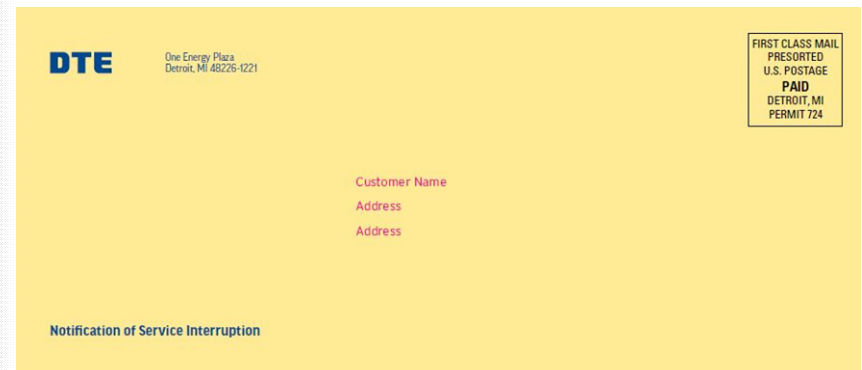 DTE
One Energy Plaza
Detroit, MI 48226-1221
FIRST CLASS MAIL
PRESORTED
U.S. POSTAGE
PAID
DETROIT, MI
PERMIT 724
Customer Name
Address
Address
Notification of Service Interruption